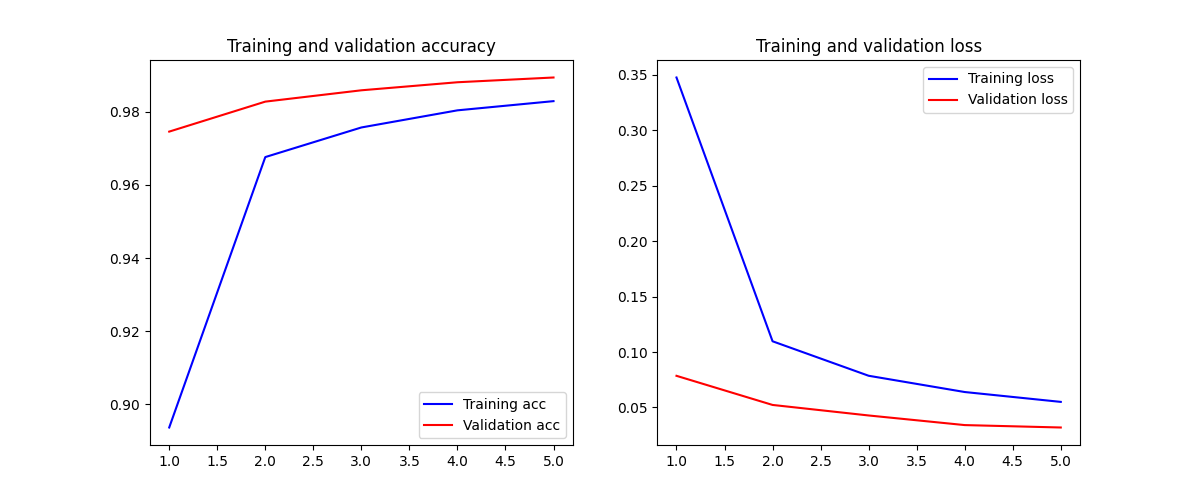 Training and validation accuracy
0.98
0.96
0.94
0.92
0.90
Training acc
Validation acc
1.0 1.5 2.0 2.5 3.0 3.5 4.0 4.5 5.0
Training and validation loss
0.35
0.30
0.25
0.20
0.15
0.10
0.05
Training loss
Validation loss
1.0 1.5 2.0 2.5 3.0 3.5 4.0 4.5 5.0